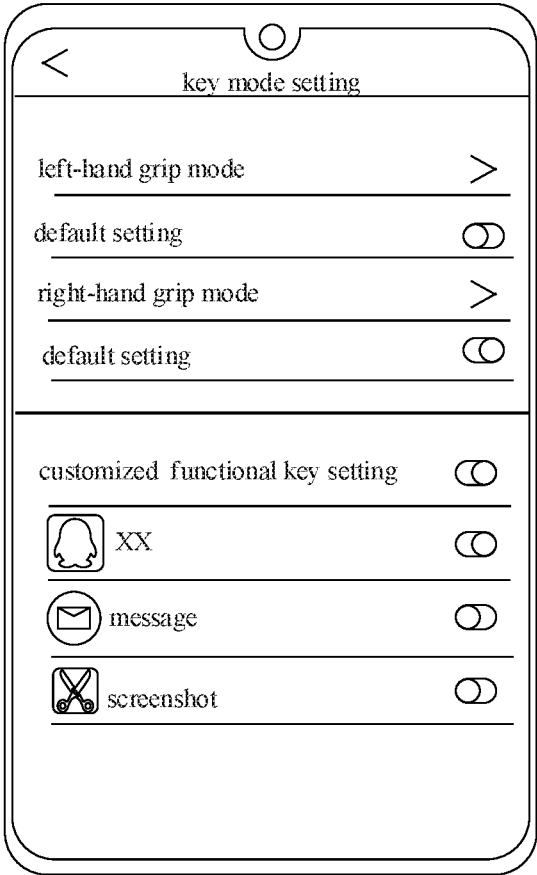 key mode setting
left-hand grip mode
default setting
right-hand grip mode
default setting
customized functional key setting
XX
message
screenshot